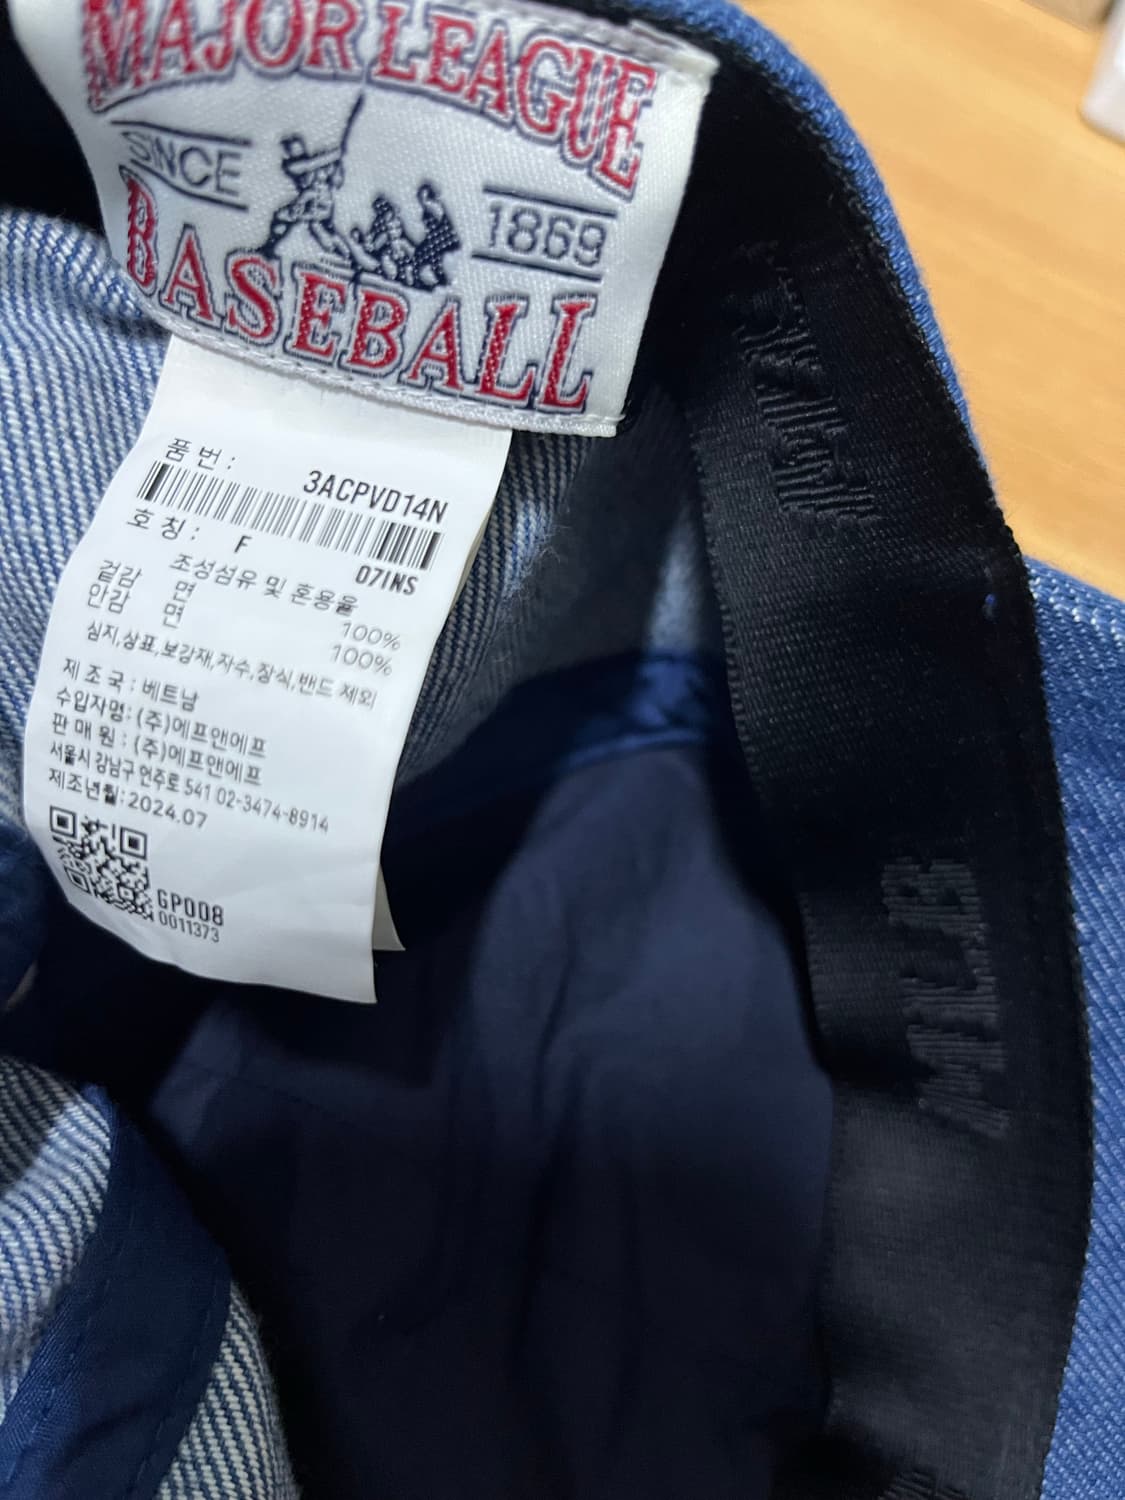 MAJOR LEAGUE
SINCE
1869
BASEBALL
품 번 :
3ACPVD14N
호 칭 : F
07INS
조성섬유 및 혼용율
겉감 면 100%
안감 면 100%
심지,상표,보강재,자수,장식,밴드 제외
제 조 국 : 베트남
수입자명: (주)에프앤에프
판 매 원 : (주)에프앤에프
서울시 강남구 언주로 541 02-3474-8914
제조년월:2024.07
GP008
0011373
MLB